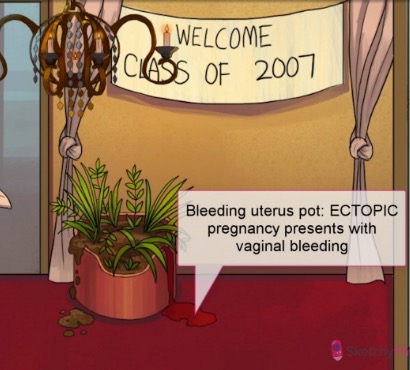 WELCOME
CLASS OF 2007
Bleeding uterus pot: ECTOPIC
pregnancy presents with
vaginal bleeding